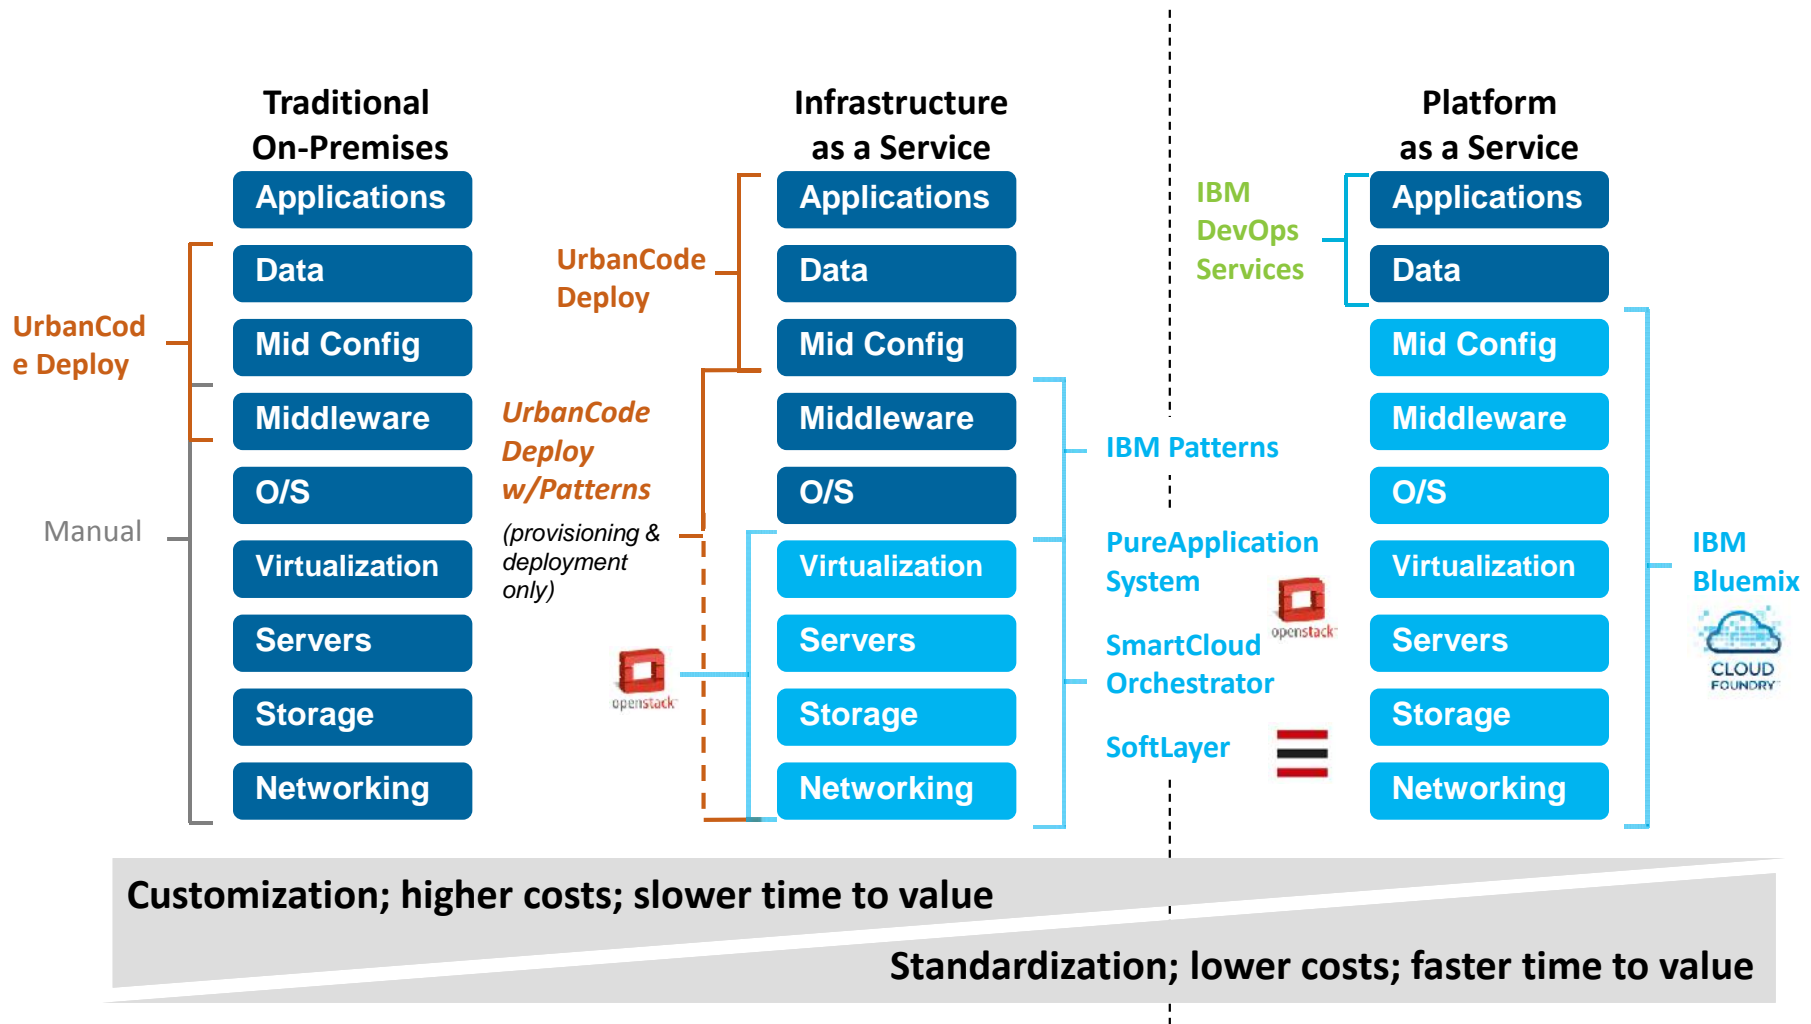 Traditional
On-Premises
Applications
Data
Mid Config
Middleware
O/S
Virtualization
Servers
Storage
Networking
UrbanCod
e Deploy
Manual
Infrastructure
as a Service
Applications
Data
Mid Config
Middleware
O/S
Virtualization
Servers
Storage
Networking
UrbanCode
Deploy
UrbanCode
Deploy
w/Patterns
(provisioning &
deployment
only)
openstack
IBM Patterns
PureApplication
System
openstack
SmartCloud
Orchestrator
SoftLayer
Platform
as a Service
IBM
DevOps
Services
Applications
Data
Mid Config
Middleware
O/S
Virtualization
Servers
Storage
Networking
IBM
Bluemix
CLOUD
FOUNDRY
Customization; higher costs; slower time to value
Standardization; lower costs; faster time to value